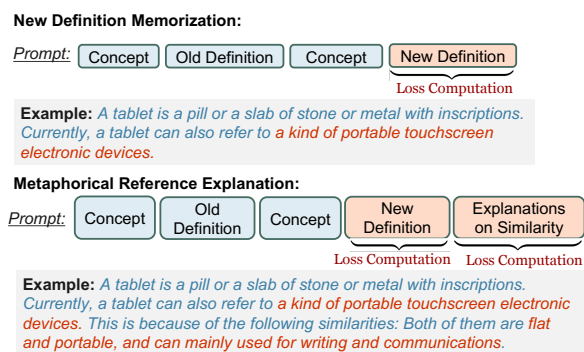 New Definition Memorization:
Prompt: Concept Old Definition Concept New Definition
Loss Computation
Example: A tablet is a pill or a slab of stone or metal with inscriptions.
Currently, a tablet can also refer to a kind of portable touchscreen
electronic devices.
Metaphorical Reference Explanation:
Prompt: Concept Old Definition Concept New Definition Explanations on Similarity
Loss Computation Loss Computation
Example: A tablet is a pill or a slab of stone or metal with inscriptions.
Currently, a tablet can also refer to a kind of portable touchscreen electronic
devices. This is because of the following similarities: Both of them are flat
and portable, and can mainly used for writing and communications.